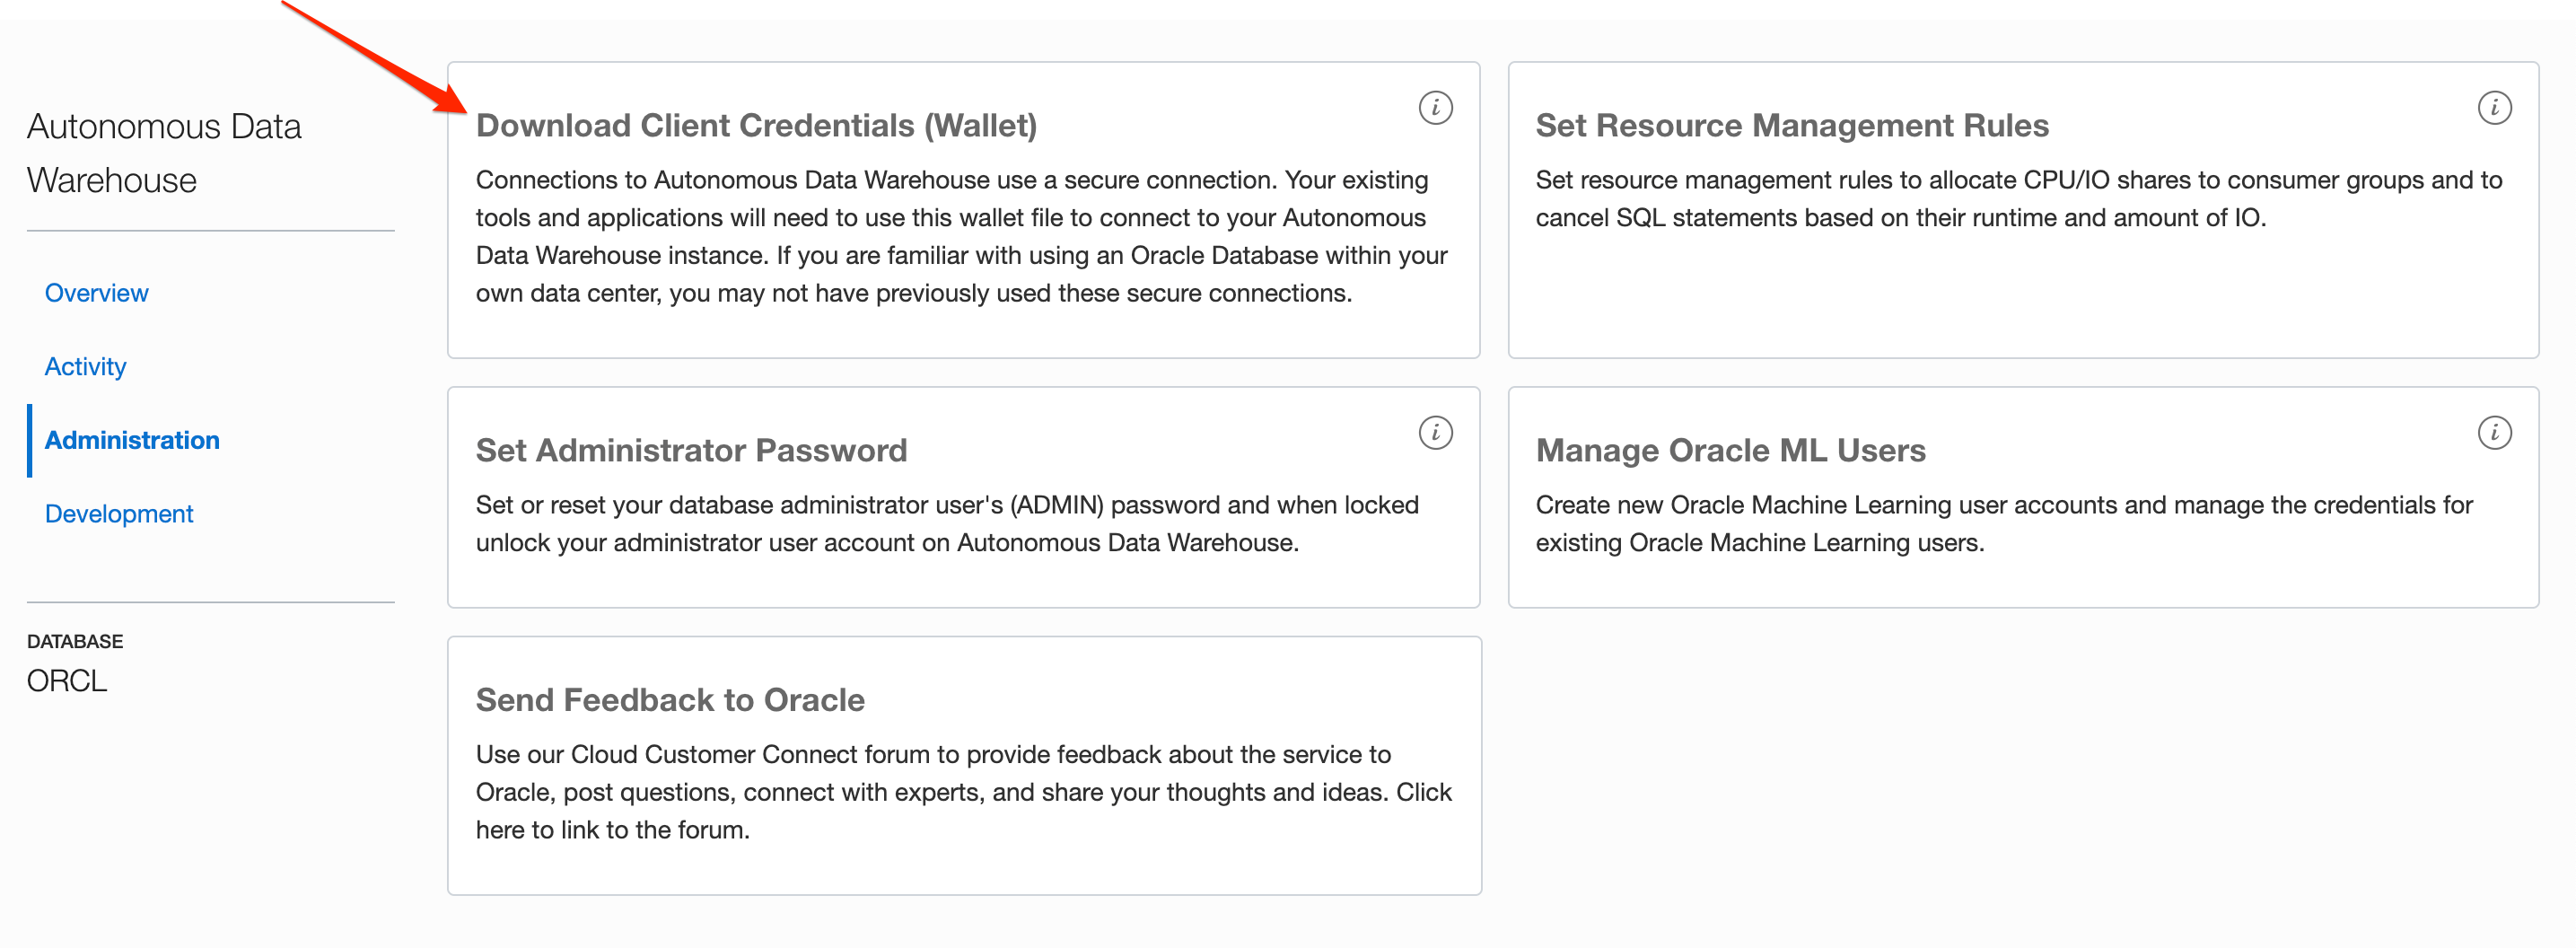 Autonomous Data
Warehouse
Overview
Activity
Administration
Development
DATABASE
ORCL
Download Client Credentials (Wallet)
Connections to Autonomous Data Warehouse use a secure connection. Your existing
tools and applications will need to use this wallet file to connect to your Autonomous
Data Warehouse instance. If you are familiar with using an Oracle Database within your
own data center, you may not have previously used these secure connections.
Set Resource Management Rules
Set resource management rules to allocate CPU/IO shares to consumer groups and to
cancel SQL statements based on their runtime and amount of IO.
Set Administrator Password
Set or reset your database administrator user's (ADMIN) password and when locked
unlock your administrator user account on Autonomous Data Warehouse.
Manage Oracle ML Users
Create new Oracle Machine Learning user accounts and manage the credentials for
existing Oracle Machine Learning users.
Send Feedback to Oracle
Use our Cloud Customer Connect forum to provide feedback about the service to
Oracle, post questions, connect with experts, and share your thoughts and ideas. Click
here to link to the forum.